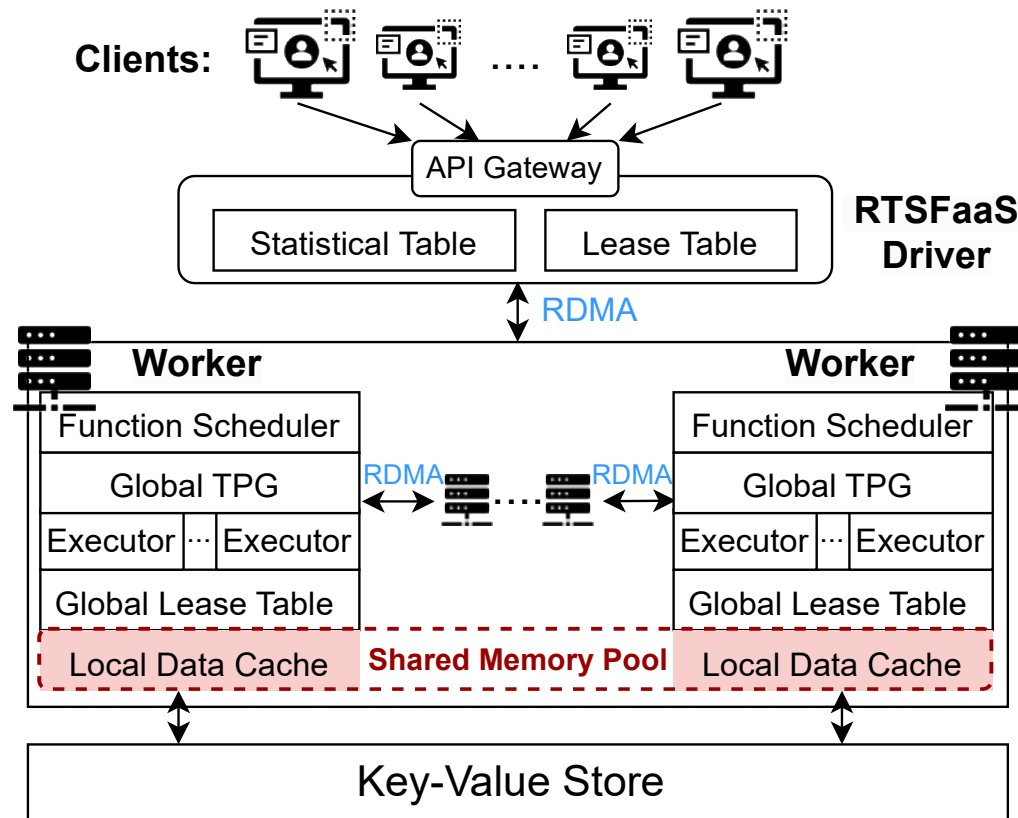 Clients:
....
API Gateway
RTSFaaS
Driver
Statistical Table
Lease Table
RDMA
Worker
Worker
Function Scheduler
Function Scheduler
Global TPG
RDMA
....
RDMA
Global TPG
Executor
...
Executor
Executor
...
Executor
Global Lease Table
Global Lease Table
Local Data Cache
Shared Memory Pool
Local Data Cache
Key-Value Store